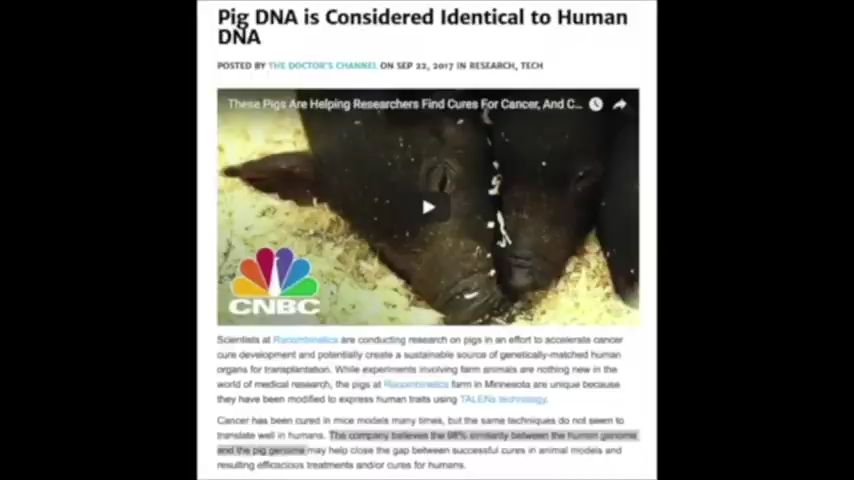 Pig DNA is Considered Identical to Human
DNA
POSTED BY THE DOCTOR'S CHANNEL ON SEP 22, 2017 IN RESEARCH, TECH
These Pigs Are Helping Researchers Find Cures For Cancer, And C...
CNBC
Scientists at Recombinetics are conducting research on pigs in an effort to accelerate cancer
cure development and potentially create a sustainable source of genetically-matched human
organs for transplantation. While experiments involving farm animals are nothing new in the
world of medical research, the pigs at Recombinetics farm in Minnesota are unique because
they have been modified to express human traits using TALENs technology.
Cancer has been cured in mice models many times, but the same techniques do not seem to
translate well in humans. The company believes the 98% similarity between the human genome
and the pig genome may help close the gap between successful cures in animal models and
resulting efficacious treatments and/or cures for humans.